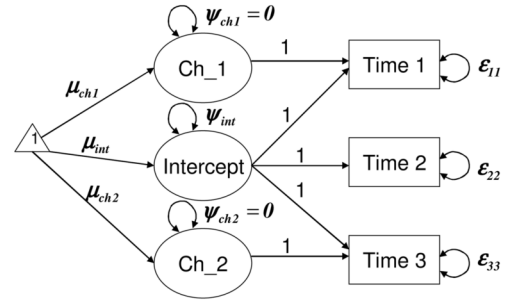 ψch1 = 0
Ch_1
1
Time 1
ε11
μch1
1
μint
ψint
Intercept
1
1
1
Time 2
ε22
μch2
ψch2 = 0
Ch_2
1
Time 3
ε33